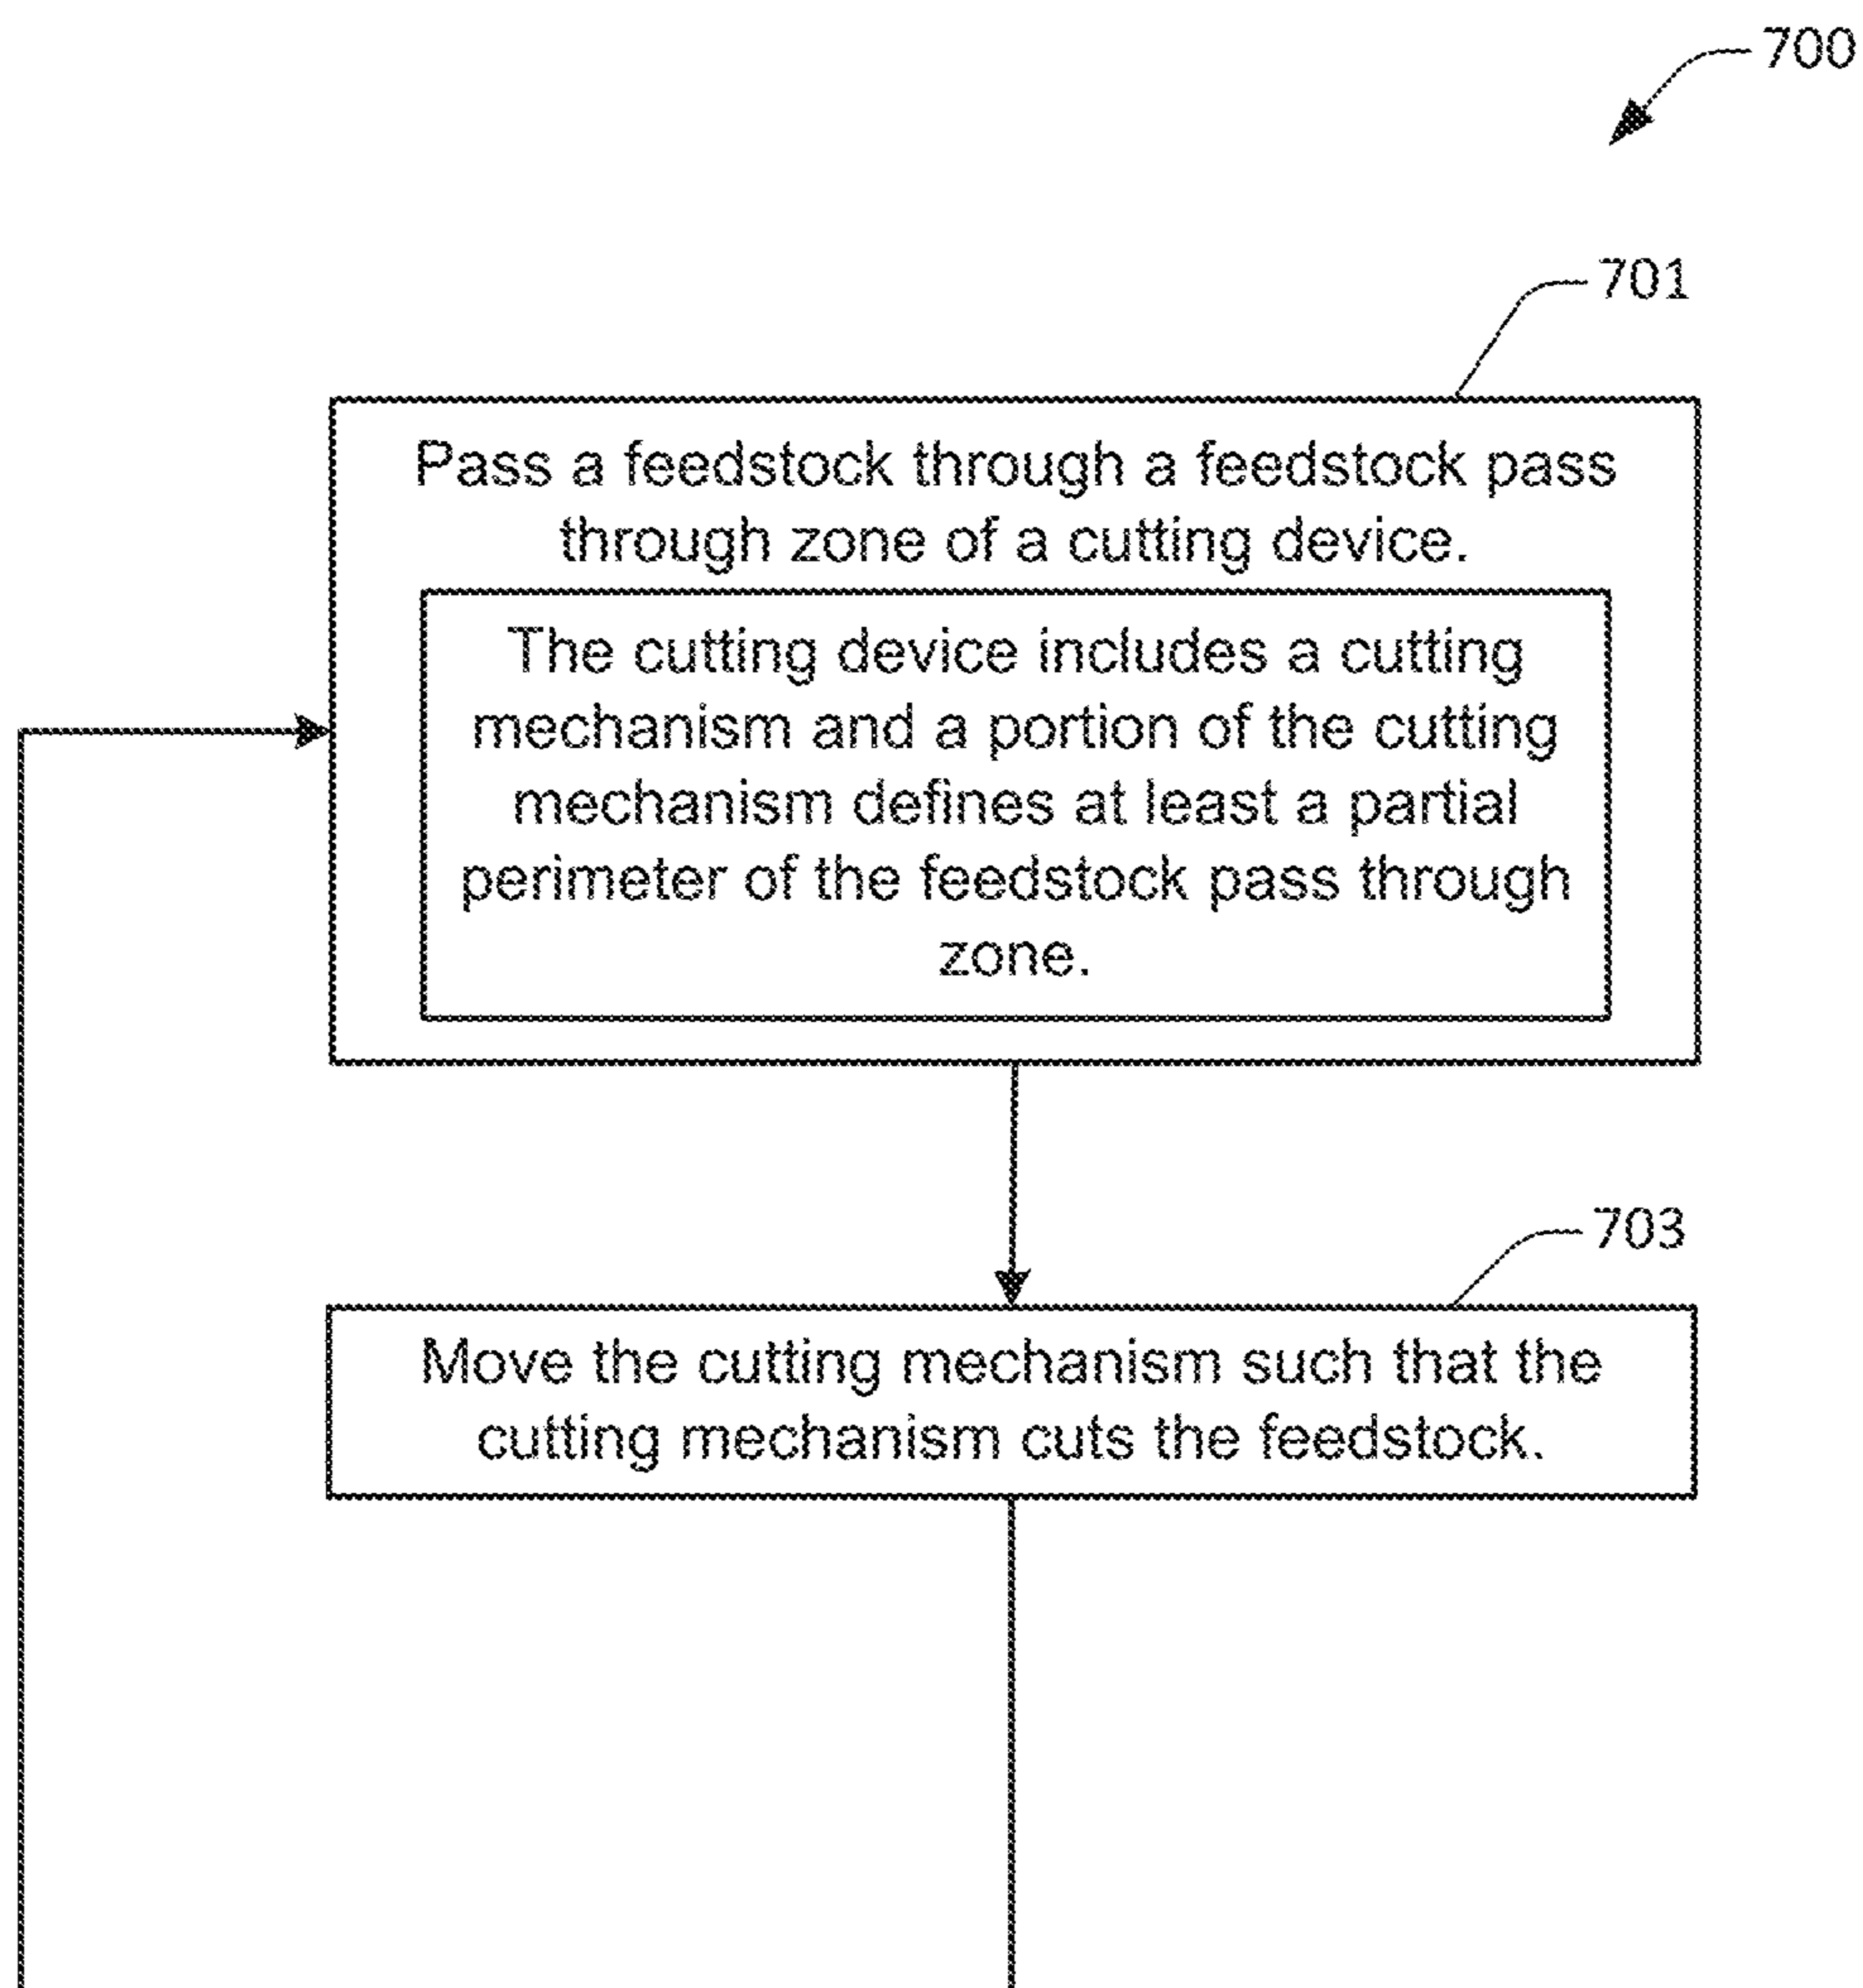 700
701
Pass a feedstock through a feedstock pass
through zone of a cutting device.
The cutting device includes a cutting
mechanism and a portion of the cutting
mechanism defines at least a partial
perimeter of the feedstock pass through
zone.
703
Move the cutting mechanism such that the
cutting mechanism cuts the feedstock.